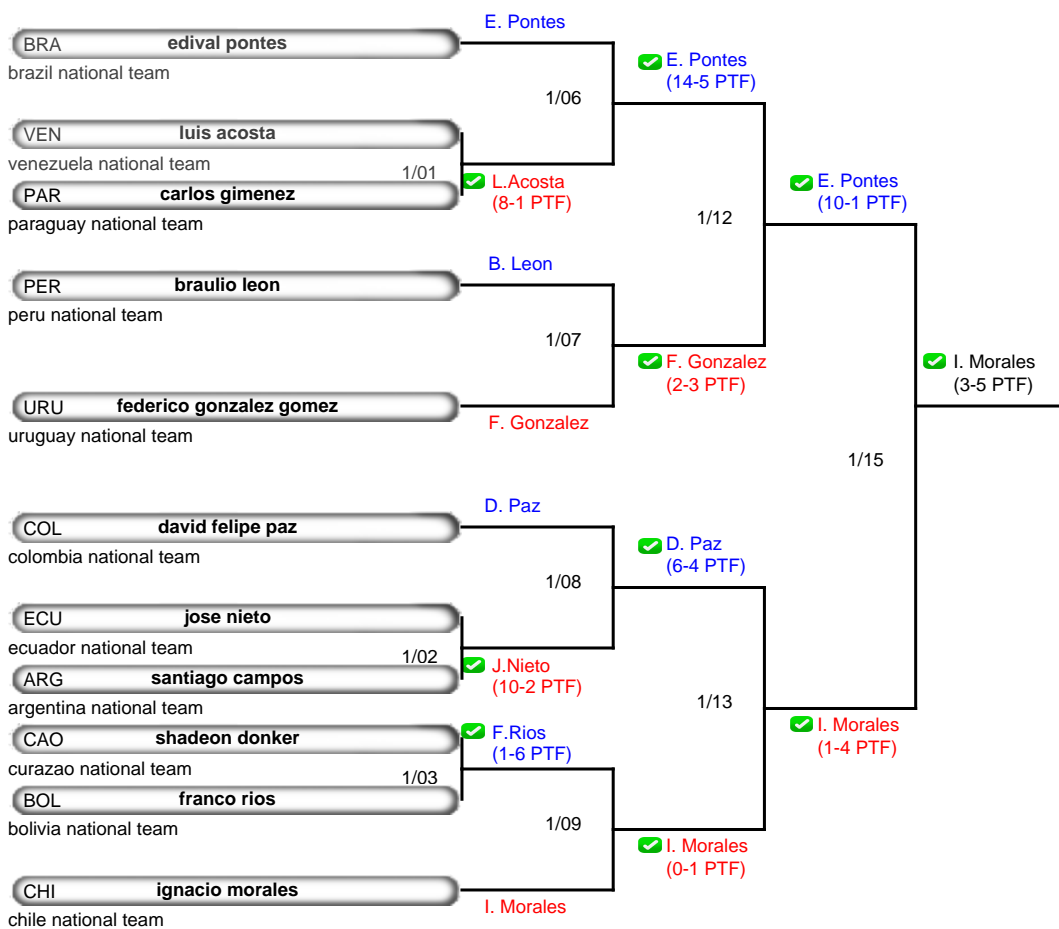 E. Pontes
BRA edival pontes
brazil national team
E. Pontes
(14-5 PTF)
1/06
VEN luis acosta
venezuela national team
1/01
L.Acosta
(8-1 PTF)
PAR carlos gimenez
paraguay national team
E. Pontes
(10-1 PTF)
1/12
B. Leon
PER braulio leon
peru national team
1/07
F. Gonzalez
(2-3 PTF)
I. Morales
(3-5 PTF)
URU federico gonzalez gomez
uruguay national team
F. Gonzalez
1/15
D. Paz
COL david felipe paz
colombia national team
D. Paz
(6-4 PTF)
1/08
ECU jose nieto
ecuador national team
1/02
J.Nieto
(10-2 PTF)
ARG santiago campos
argentina national team
1/13
I. Morales
(1-4 PTF)
CAO shadeon donker
curazao national team
F.Rios
(1-6 PTF)
1/03
BOL franco rios
bolivia national team
1/09
I. Morales
(0-1 PTF)
CHI ignacio morales
chile national team
I. Morales